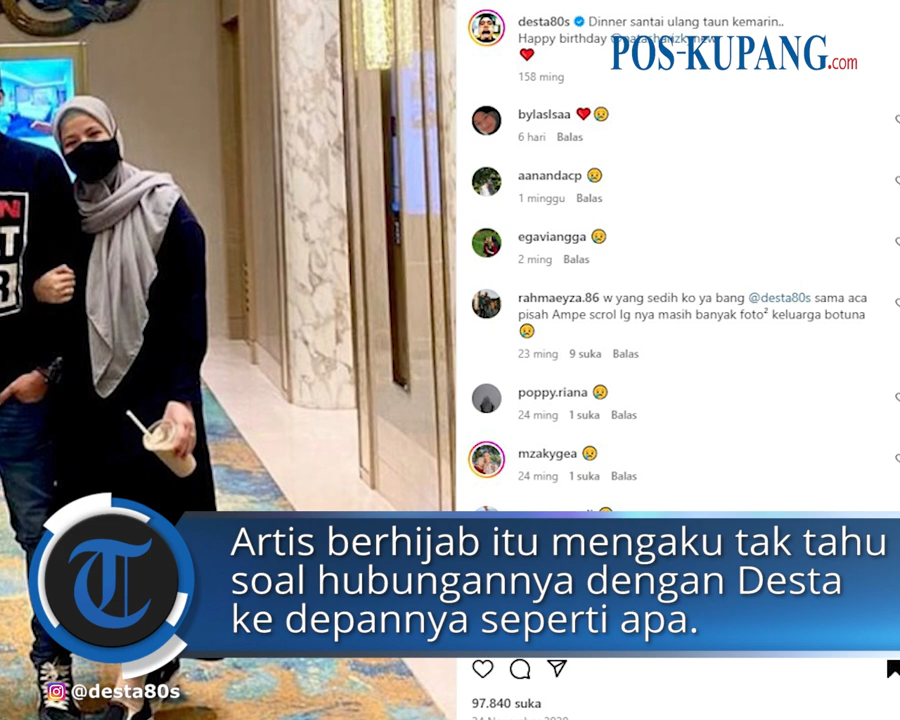 desta80s Dinner santai ulang taun kemarin..
Happy birthday
POS-KUPANG.com
158 ming
bylaslsaa ❤️😢
6 hari Balas
aanandacp 😢
1 minggu Balas
egaviangga 😢
2 ming Balas
rahmaeyza.86 w yang sedih ko ya bang @desta80s sama aca
pisah Ampe scrol Ig nya masih banyak foto² keluarga botuna
😢
23 ming 9 suka Balas
poppy.riana 😢
24 ming 1 suka Balas
mzakygea 😢
24 ming 1 suka Balas
Artis berhijab itu mengaku tak tahu
soal hubungannya dengan Desta
ke depannya seperti apa.
@desta80s
97.840 suka